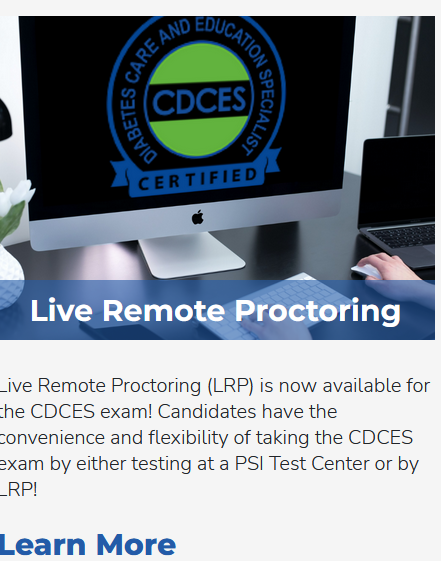 DIABETES CARE AND EDUCATION SPECIALIST
CDCES
CERTIFIED
Live Remote Proctoring
Live Remote Proctoring (LRP) is now available for
the CDCES exam! Candidates have the
convenience and flexibility of taking the CDCES
exam by either testing at a PSI Test Center or by
LRP!
Learn More